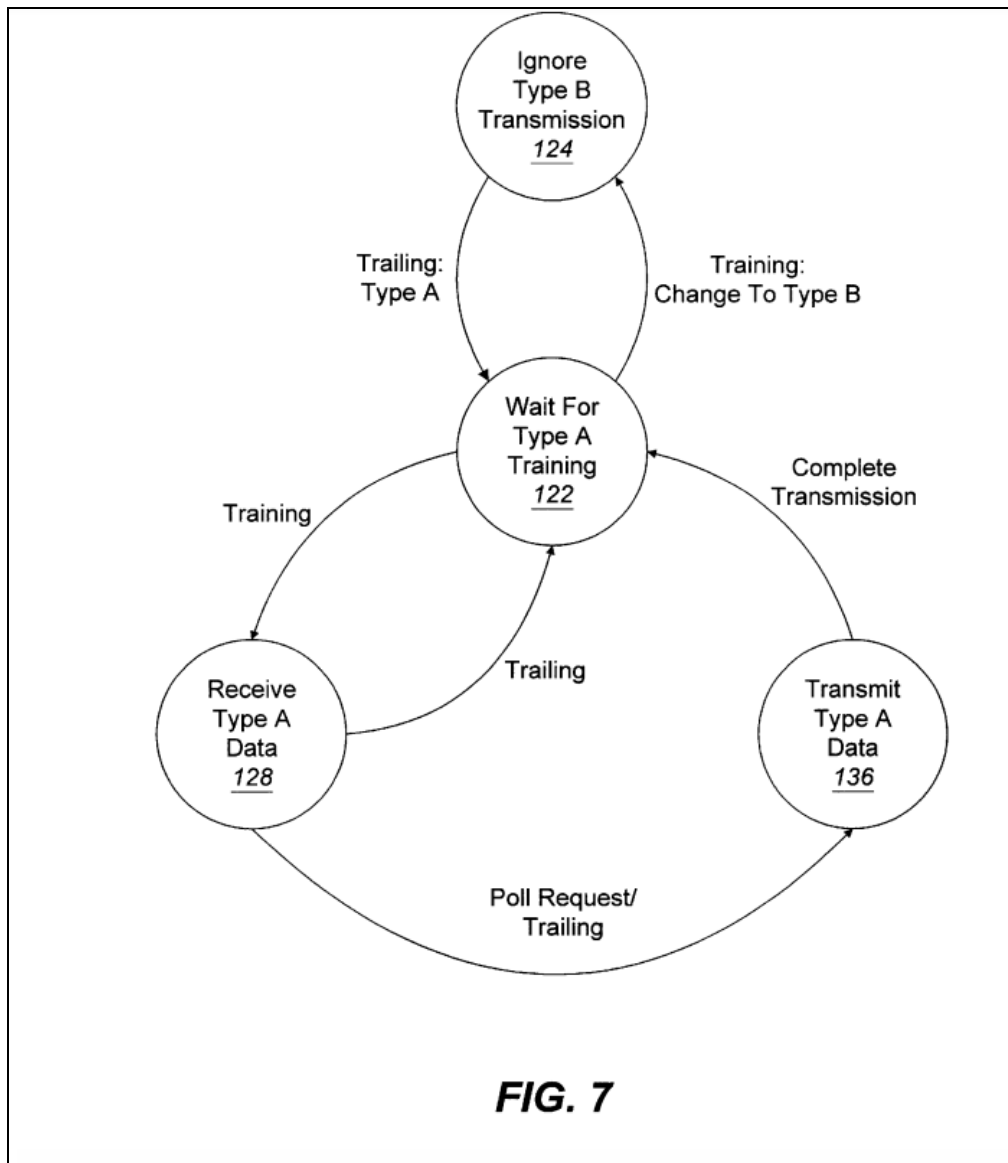 Ignore
Type B
Transmission
124
Trailing:
Type A
Training:
Change To Type B
Wait For
Type A
Training
122
Complete
Transmission
Training
Trailing
Receive
Type A
Data
128
Transmit
Type A
Data
136
Poll Request/
Trailing
FIG. 7